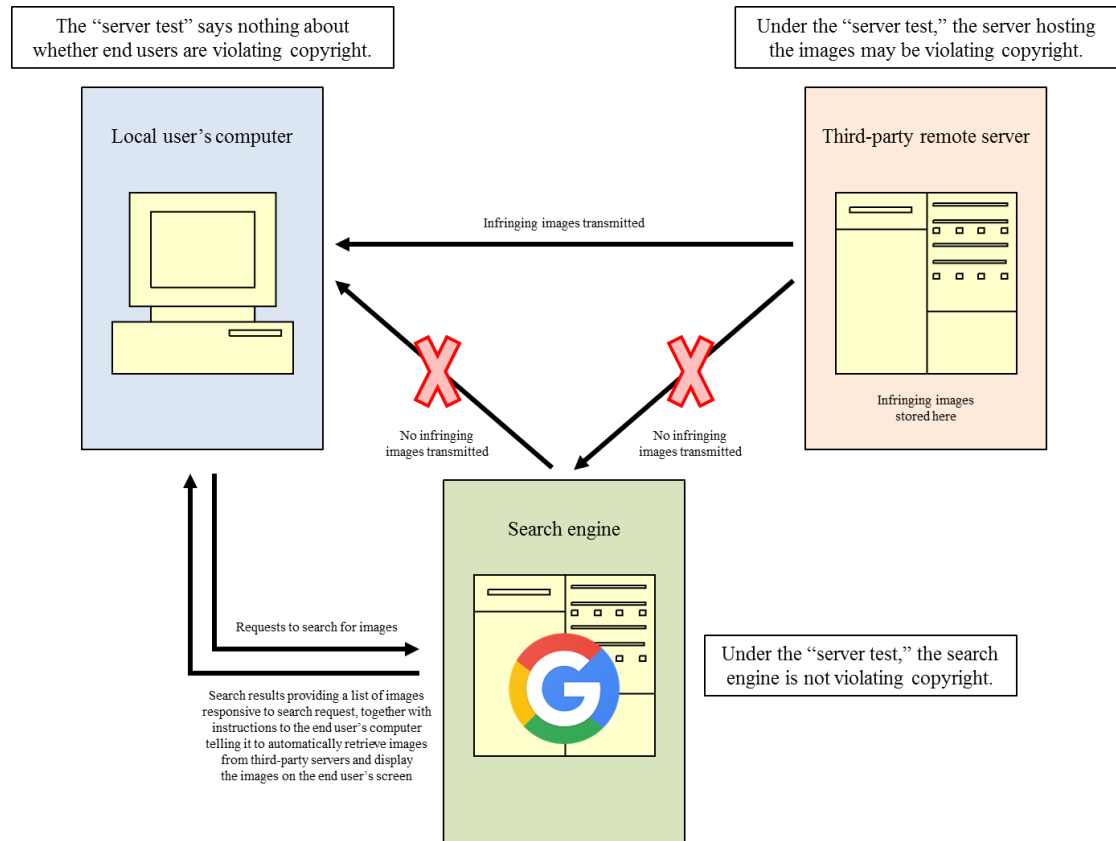 The “server test” says nothing about
whether end users are violating copyright.
Under the “server test,” the server hosting
the images may be violating copyright.
Local user’s computer
Third-party remote server
Infringing images transmitted
Infringing images
stored here
No infringing
images transmitted
No infringing
images transmitted
Search engine
Requests to search for images
Search results providing a list of images
responsive to search request, together with
instructions to the end user’s computer
telling it to automatically retrieve images
from third-party servers and display
the images on the end user’s screen
G
Under the “server test,” the search
engine is not violating copyright.